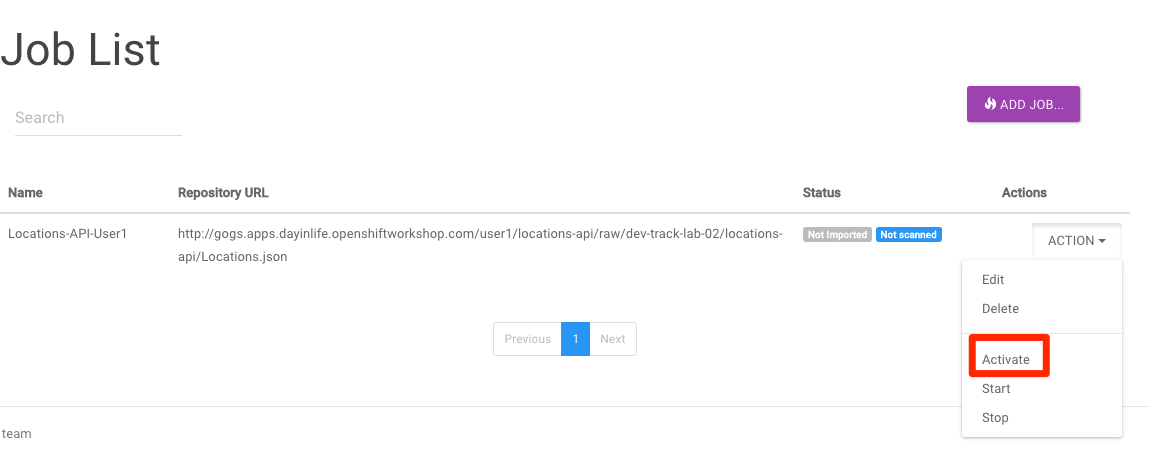 Job List
Search
ADD JOB...
Name Repository URL Status Actions
Locations-API-User1 http://gogs.apps.dayinlife.openshiftworkshop.com/user1/locations-api/raw/dev-track-lab-02/locations- Not Imported Not scanned ACTION
api/Locations.json
Edit
Delete
Previous 1 Next
Activate
Start
Stop
team